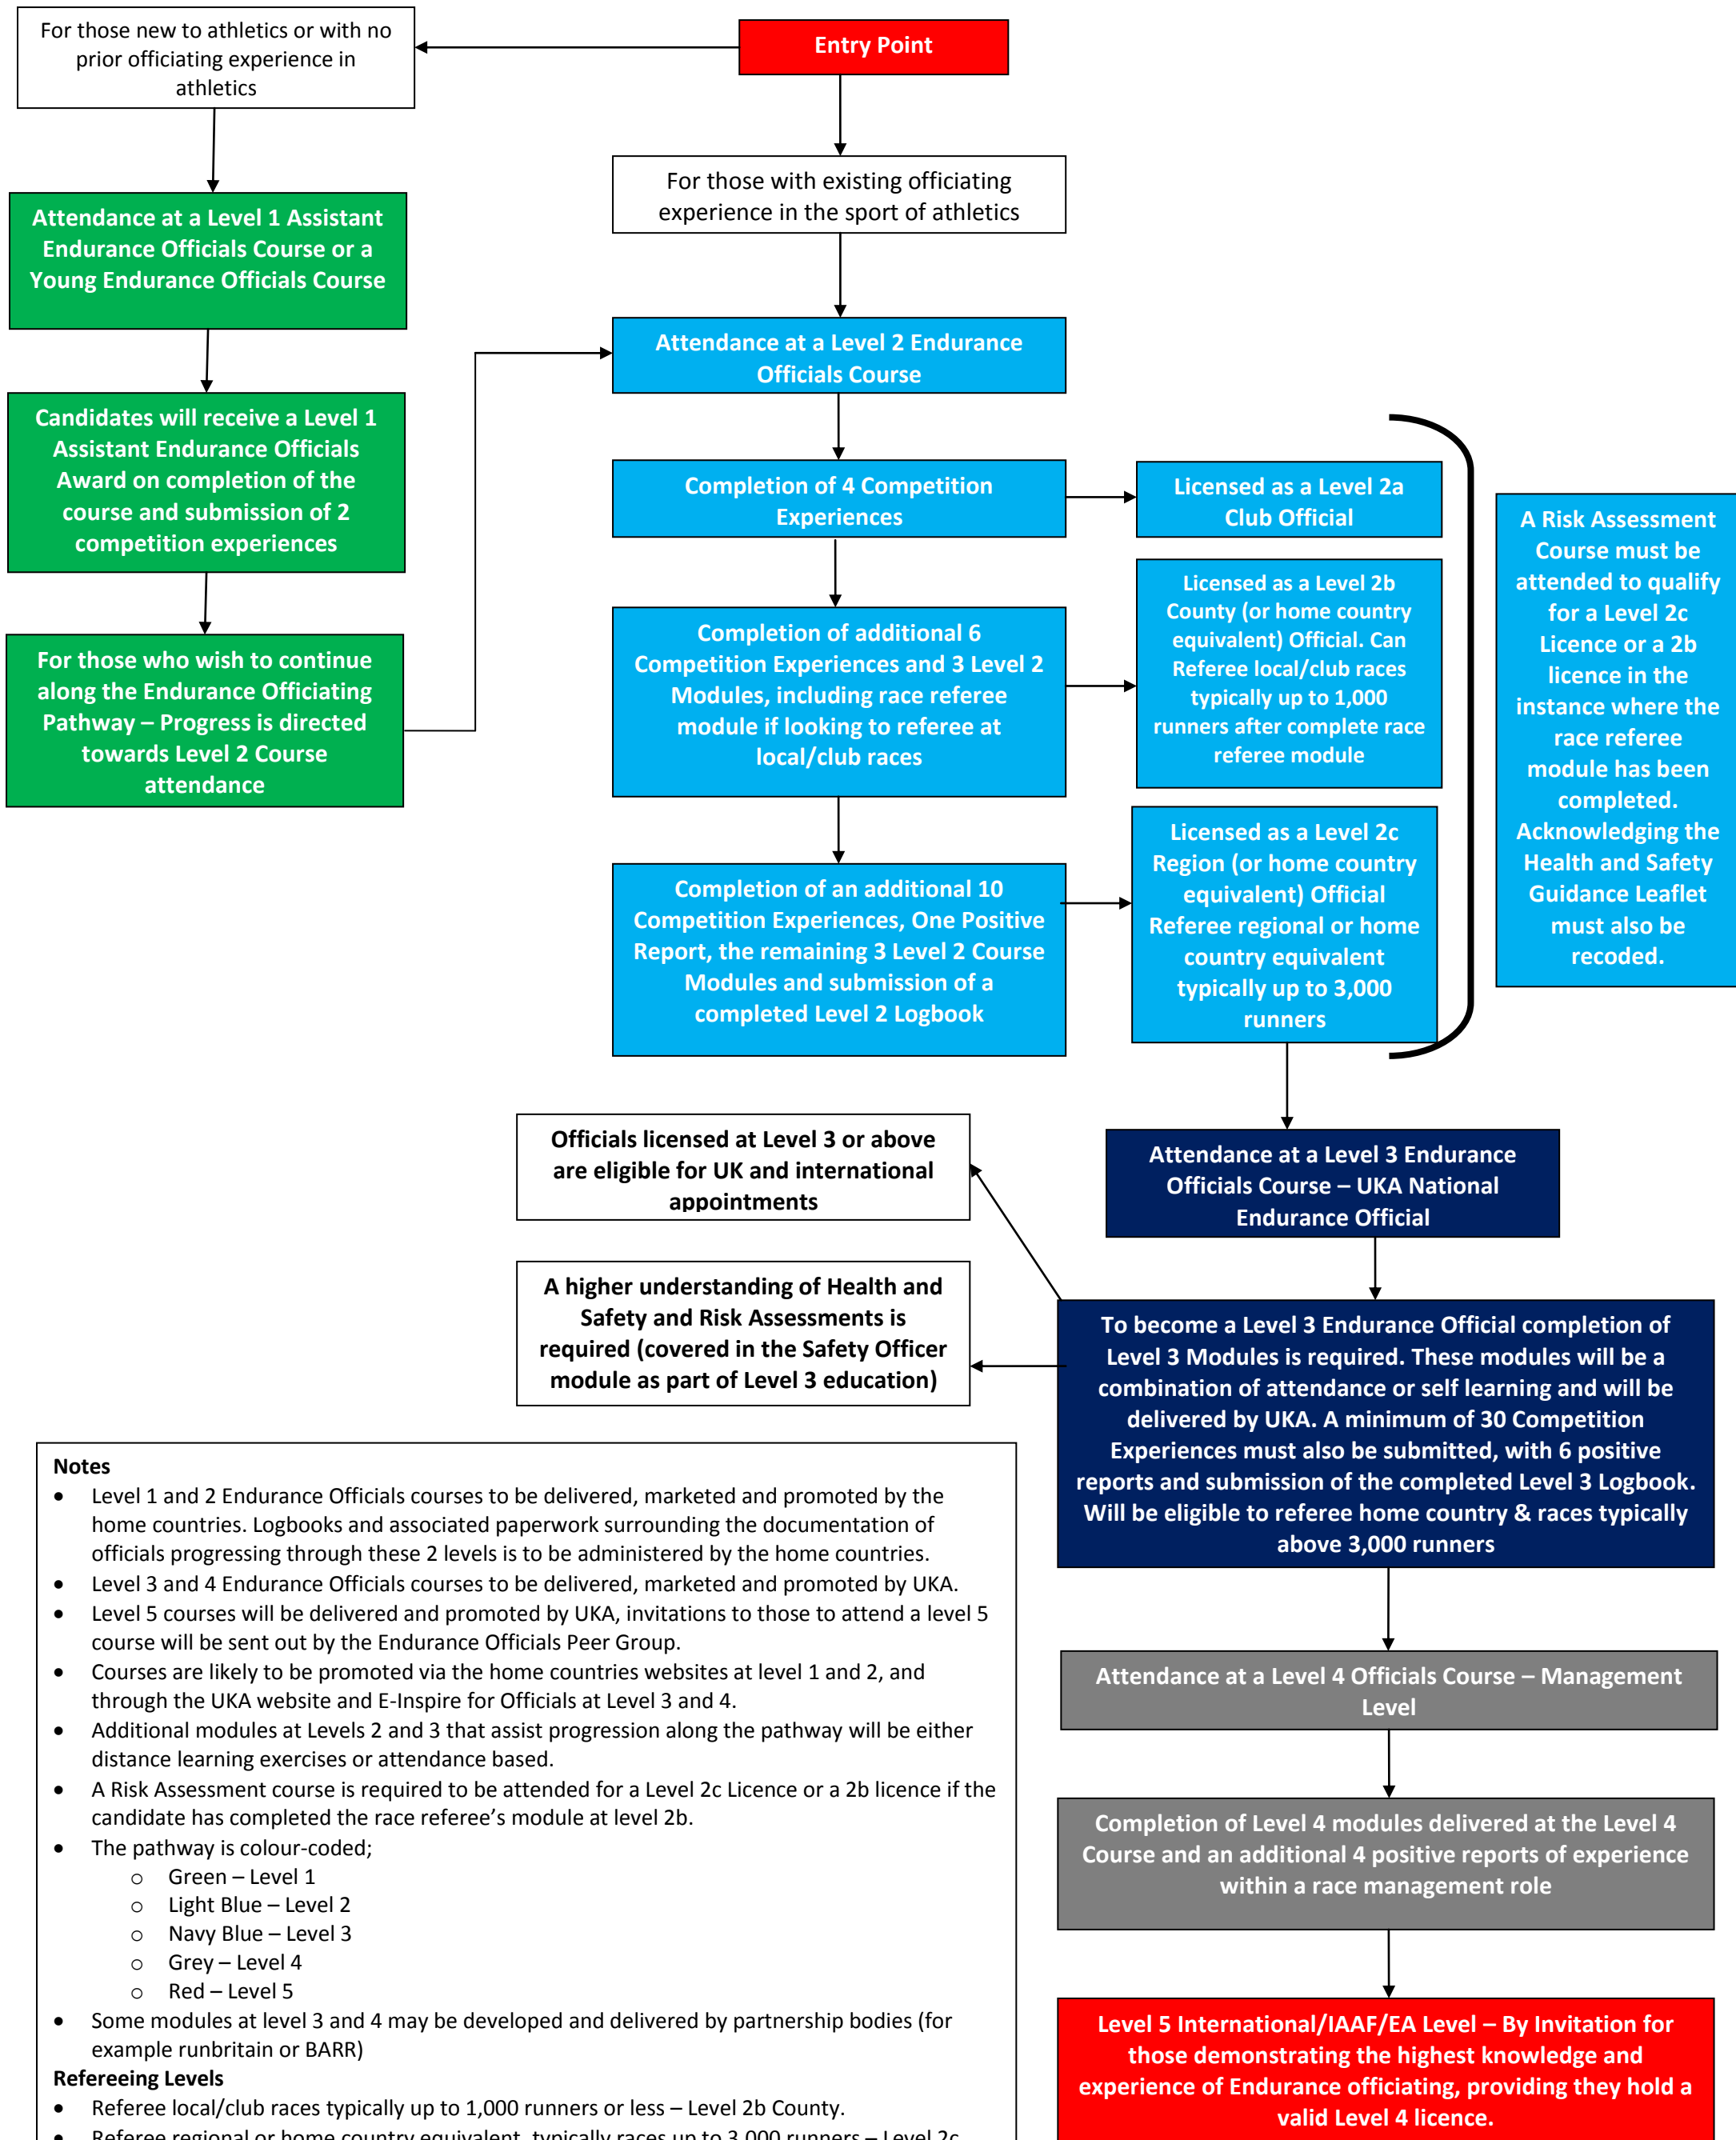 For those new to athletics or with no
prior officiating experience in
athletics
Entry Point
For those with existing officiating
experience in the sport of athletics
Attendance at a Level 1 Assistant
Endurance Officials Course or a
Young Endurance Officials Course
Candidates will receive a Level 1
Assistant Endurance Officials
Award on completion of the
course and submission of 2
competition experiences
For those who wish to continue
along the Endurance Officiating
Pathway – Progress is directed
towards Level 2 Course
attendance
Attendance at a Level 2 Endurance
Officials Course
Completion of 4 Competition
Experiences
Licensed as a Level 2a
Club Official
Completion of additional 6
Competition Experiences and 3 Level 2
Modules, including race referee
module if looking to referee at
local/club races
Licensed as a Level 2b
County (or home country
equivalent) Official. Can
Referee local/club races
typically up to 1,000
runners after complete race
referee module
Completion of an additional 10
Competition Experiences, One Positive
Report, the remaining 3 Level 2 Course
Modules and submission of a
completed Level 2 Logbook
Licensed as a Level 2c
Region (or home country
equivalent) Official
Referee regional or home
country equivalent
typically up to 3,000
runners
A Risk Assessment
Course must be
attended to qualify
for a Level 2c
Licence or a 2b
licence in the
instance where the
race referee
module has been
completed.
Acknowledging the
Health and Safety
Guidance Leaflet
must also be
recoded.
Officials licensed at Level 3 or above
are eligible for UK and international
appointments
A higher understanding of Health and
Safety and Risk Assessments is
required (covered in the Safety Officer
module as part of Level 3 education)
Attendance at a Level 3 Endurance
Officials Course – UKA National
Endurance Official
To become a Level 3 Endurance Official completion of
Level 3 Modules is required. These modules will be a
combination of attendance or self learning and will be
delivered by UKA. A minimum of 30 Competition
Experiences must also be submitted, with 6 positive
reports and submission of the completed Level 3 Logbook.
Will be eligible to referee home country & races typically
above 3,000 runners
Attendance at a Level 4 Officials Course – Management
Level
Completion of Level 4 modules delivered at the Level 4
Course and an additional 4 positive reports of experience
within a race management role
Level 5 International/IAAF/EA Level – By Invitation for
those demonstrating the highest knowledge and
experience of Endurance officiating, providing they hold a
valid Level 4 licence.
Notes
• Level 1 and 2 Endurance Officials courses to be delivered, marketed and promoted by the
home countries. Logbooks and associated paperwork surrounding the documentation of
officials progressing through these 2 levels is to be administered by the home countries.
• Level 3 and 4 Endurance Officials courses to be delivered, marketed and promoted by UKA.
• Level 5 courses will be delivered and promoted by UKA, invitations to those to attend a level 5
course will be sent out by the Endurance Officials Peer Group.
• Courses are likely to be promoted via the home countries websites at level 1 and 2, and
through the UKA website and E-Inspire for Officials at Level 3 and 4.
• Additional modules at Levels 2 and 3 that assist progression along the pathway will be either
distance learning exercises or attendance based.
• A Risk Assessment course is required to be attended for a Level 2c Licence or a 2b licence if the
candidate has completed the race referee’s module at level 2b.
• The pathway is colour-coded;
o Green – Level 1
o Light Blue – Level 2
o Navy Blue – Level 3
o Grey – Level 4
o Red – Level 5
• Some modules at level 3 and 4 may be developed and delivered by partnership bodies (for
example runbritain or BARR)
Refereeing Levels
• Referee local/club races typically up to 1,000 runners or less – Level 2b County.
• Referee regional or home country equivalent, typically races up to 3,000 runners – Level 2c